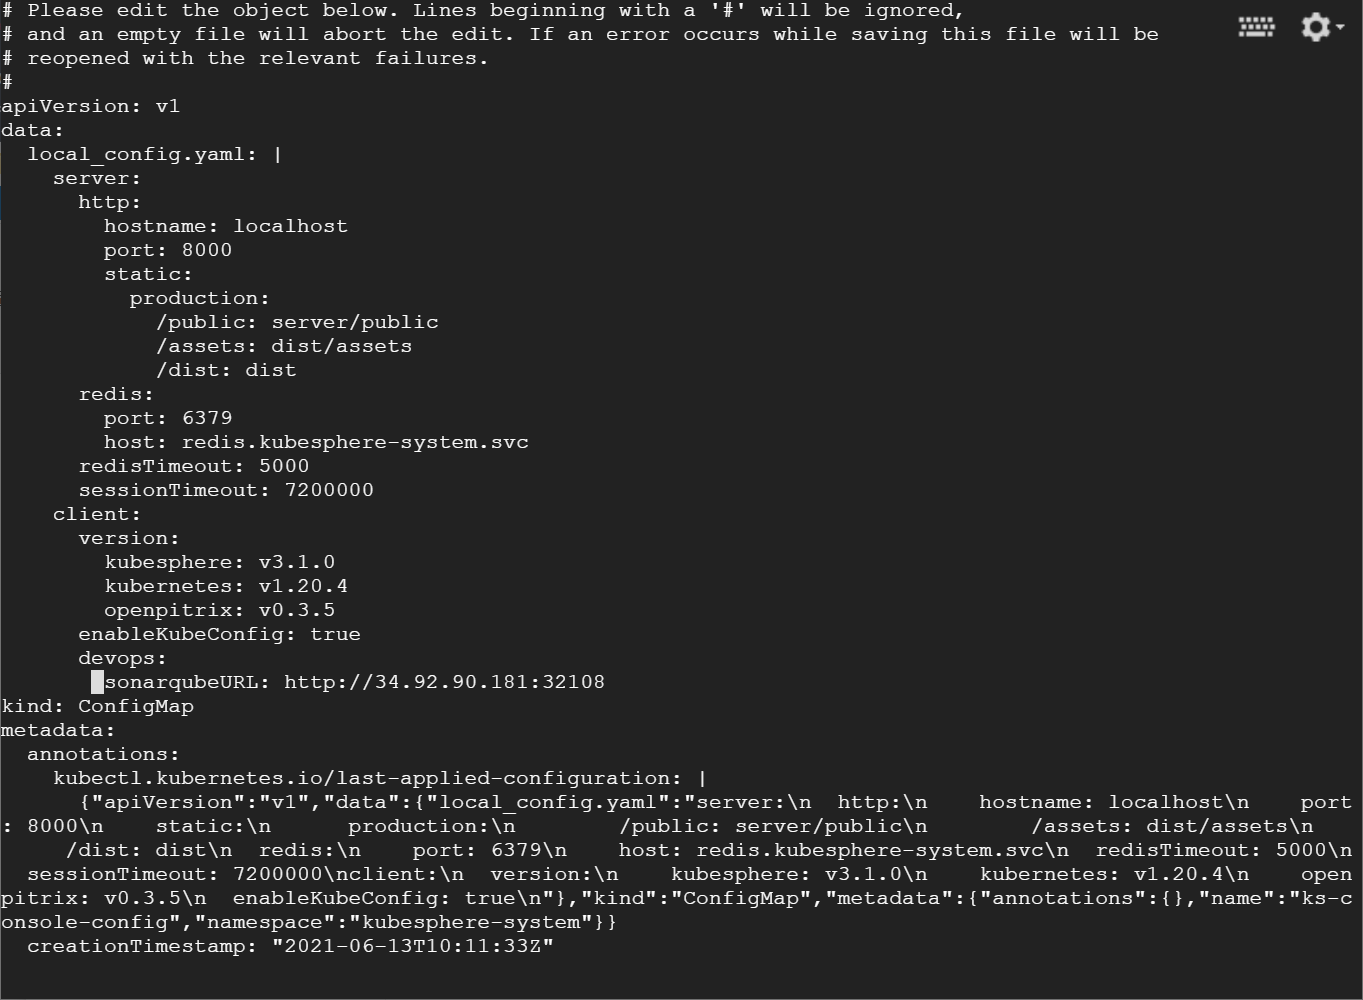 # Please edit the object below. Lines beginning with a '#' will be ignored,
# and an empty file will abort the edit. If an error occurs while saving this file will be
# reopened with the relevant failures.
#
apiVersion: v1
data:
  local_config.yaml: |
    server:
      http:
        hostname: localhost
        port: 8000
        static:
          production:
            /public: server/public
            /assets: dist/assets
            /dist: dist
      redis:
        port: 6379
        host: redis.kubesphere-system.svc
      redisTimeout: 5000
      sessionTimeout: 7200000
    client:
      version:
        kubesphere: v3.1.0
        kubernetes: v1.20.4
        openpitrix: v0.3.5
      enableKubeConfig: true
      devops:
        sonarqubeURL: http://34.92.90.181:32108
kind: ConfigMap
metadata:
  annotations:
    kubectl.kubernetes.io/last-applied-configuration: |
      {"apiVersion":"v1","data":{"local_config.yaml":"server:\n  http:\n    hostname: localhost\n    port
: 8000\n    static:\n      production:\n        /public: server/public\n        /assets: dist/assets\n
     /dist: dist\n  redis:\n    port: 6379\n    host: redis.kubesphere-system.svc\n  redisTimeout: 5000\n
  sessionTimeout: 7200000\nclient:\n  version:\n    kubesphere: v3.1.0\n    kubernetes: v1.20.4\n    open
pitrix: v0.3.5\n  enableKubeConfig: true\n"},"kind":"ConfigMap","metadata":{"annotations":{},"name":"ks-c
onsole-config","namespace":"kubesphere-system"}}
  creationTimestamp: "2021-06-13T10:11:33Z"